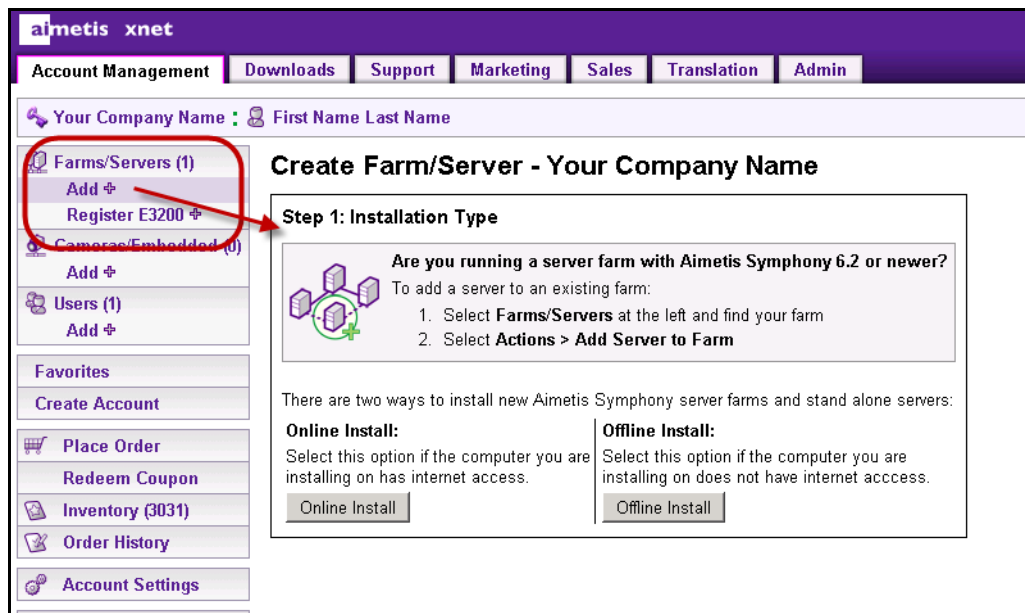 aimetis xnet
Account Management Downloads Support Marketing Sales Translation Admin
Your Company Name : First Name Last Name
Farms/Servers (1)
Add
Register E3200
Cameras/Embedded (0)
Add
Users (1)
Add
Favorites
Create Account
Place Order
Redeem Coupon
Inventory (3031)
Order History
Account Settings
Create Farm/Server - Your Company Name
Step 1: Installation Type
Are you running a server farm with Aimetis Symphony 6.2 or newer?
To add a server to an existing farm:
1. Select Farms/Servers at the left and find your farm
2. Select Actions > Add Server to Farm
There are two ways to install new Aimetis Symphony server farms and stand alone servers:
Online Install:
Select this option if the computer you are
installing on has internet access.
Online Install
Offline Install:
Select this option if the computer you are
installing on does not have internet acccess.
Offline Install